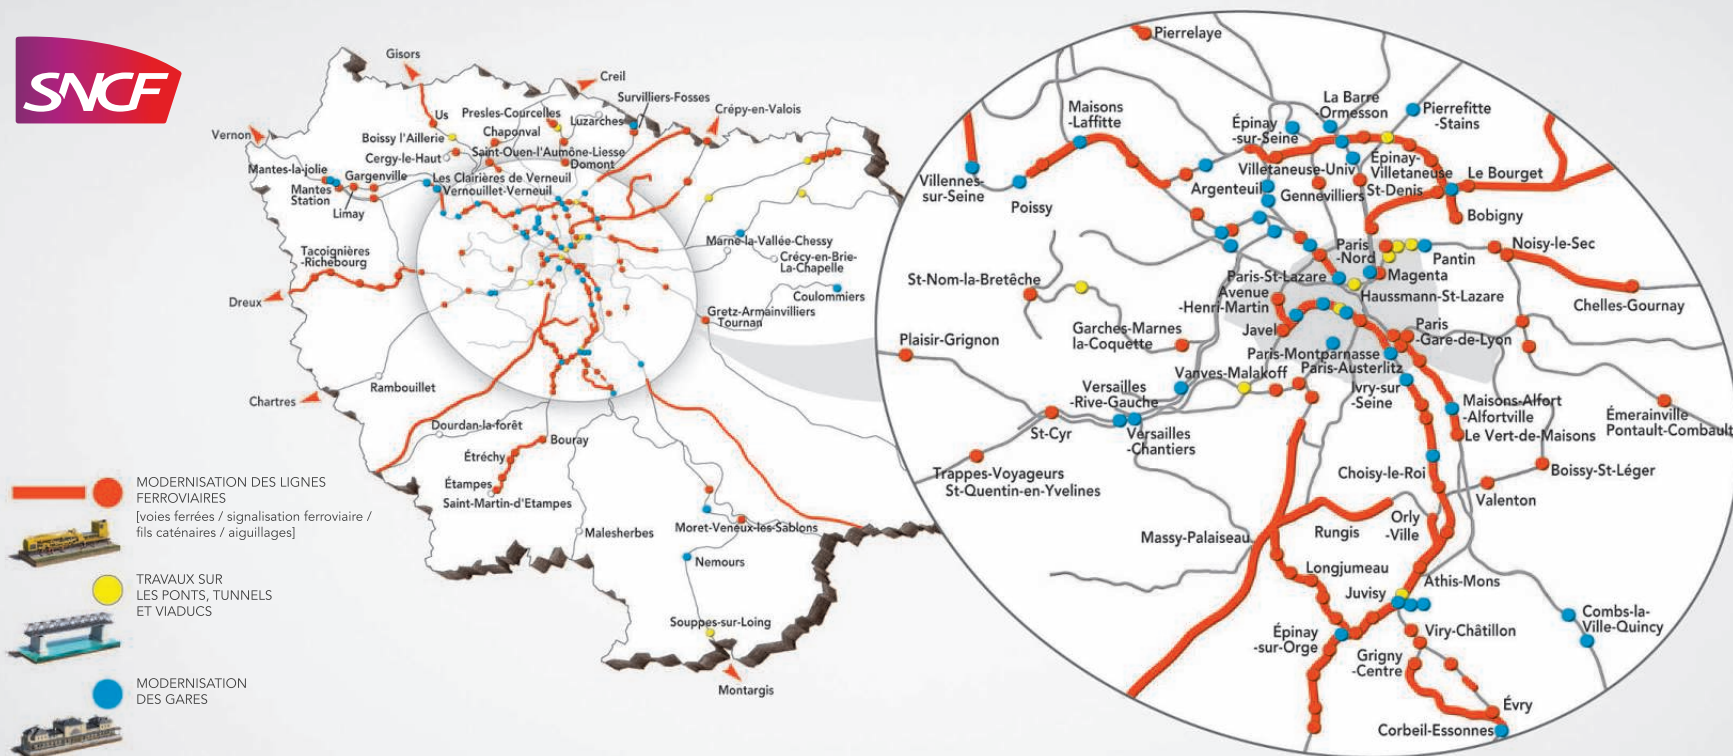 SNCF
Gisors
Creil
Survilliers-Fosses
Us
Presles-Courcelles
Luzarches
Crépy-en-Valois
Vernon
Boissy l'Aillerie
Chaponval
Cergy-le-Haut
Saint-Ouen-l'Aumône-Liesse
Domont
Mantes-la-jolie
Gargenville
Les Clairières de Verneuil
Mantes
Station
Vernouillet-Verneuil
Limay
Tacoignières
-Richebourg
Marne-la-Vallée-Chessy
Crécy-en-Brie-
La-Chapelle
Coulommiers
Dreux
Gretz-Armainvilliers
Tournan
Rambouillet
Chartres
Dourdan-la-forêt
Bouray
Étréchy
Étampes
Saint-Martin-d'Etampes
Malesherbes
Moret-Veneux-les-Sablons
Nemours
Souppes-sur-Loing
Montargis
MODERNISATION DES LIGNES
FERROVIAIRES
[voies ferrées / signalisation ferroviaire /
fils caténaires / aiguillages]
TRAVAUX SUR
LES PONTS, TUNNELS
ET VIADUCS
MODERNISATION
DES GARES
Pierrelaye
Maisons
-Laffitte
La Barre
Ormesson
Pierrefitte
-Stains
Épinay
-sur-Seine
Villetaneuse-Univ
Épinay-
Villetaneuse
Le Bourget
Villennes-
sur-Seine
Poissy
Argenteuil
Gennevilliers
St-Denis
Bobigny
Paris
-Nord
Pantin
Noisy-le-Sec
St-Nom-la-Bretêche
Paris-St-Lazare
Magenta
Avenue
-Henri-Martin
Haussmann-St-Lazare
Chelles-Gournay
Garches-Marnes
la-Coquette
Javel
Paris
-Gare-de-Lyon
Plaisir-Grignon
Paris-Montparnasse
Vanves-Malakoff
Paris-Austerlitz
Versailles
-Rive-Gauche
Ivry-sur
-Seine
Maisons-Alfort
-Alfortville
Émerainville
Pontault-Combault
St-Cyr
Versailles
-Chantiers
Le Vert-de-Maisons
Trappes-Voyageurs
St-Quentin-en-Yvelines
Choisy-le-Roi
Boissy-St-Léger
Valenton
Massy-Palaiseau
Rungis
Orly
-Ville
Longjumeau
Athis-Mons
Juvisy
Combs-la-
Ville-Quincy
Épinay
-sur-Orge
Viry-Châtillon
Grigny
-Centre
Évry
Corbeil-Essonnes